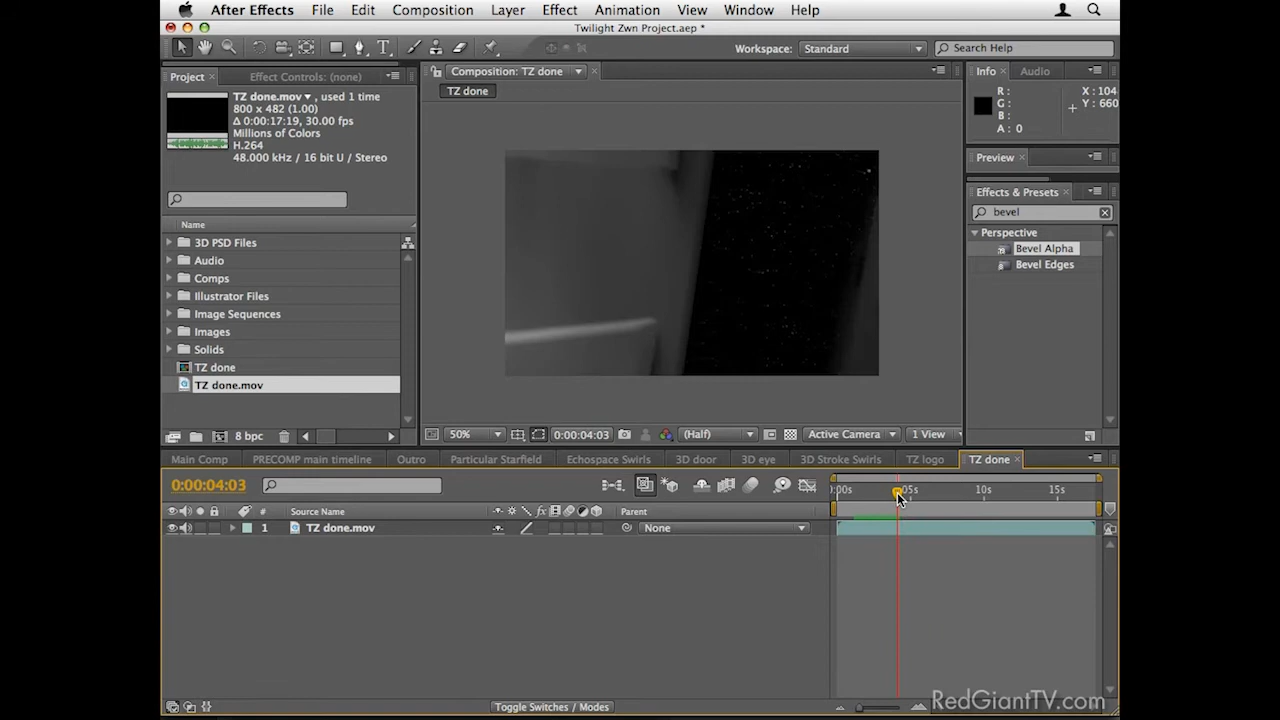 After Effects File Edit Composition Layer Effect Animation View Window Help
Twilight Zwn Project.aep *
Workspace: Standard Search Help
Project Effect Controls: (none)
Composition: TZ done
Info Audio
TZ done
TZ done.mov , used 1 time
800 x 482 (1.00)
Δ 0:00:17:19, 30.00 fps
Millions of Colors
H.264
48.000 kHz / 16 bit U / Stereo
R: X: 104
G: Y: 660
B:
A: 0
Preview
Effects & Presets
bevel
Perspective
Bevel Alpha
Bevel Edges
Name
3D PSD Files
Audio
Comps
Illustrator Files
Image Sequences
Images
Solids
TZ done
TZ done.mov
8 bpc
50% 0:00:04:03 (Half) Active Camera 1 View
Main Comp PRECOMP main timeline Outro Particular Starfield Echospace Swirls 3D door 3D eye 3D Stroke Swirls TZ logo TZ done
0:00:04:03
):00s 05s 10s 15s
# Source Name Parent
1 TZ done.mov None
Toggle Switches / Modes
RedGiantTV.com